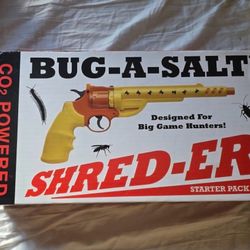 BUG-A-SALT
CO2 POWERED
Designed For
Big Game Hunters!
SHRED-ER
STARTER PACK